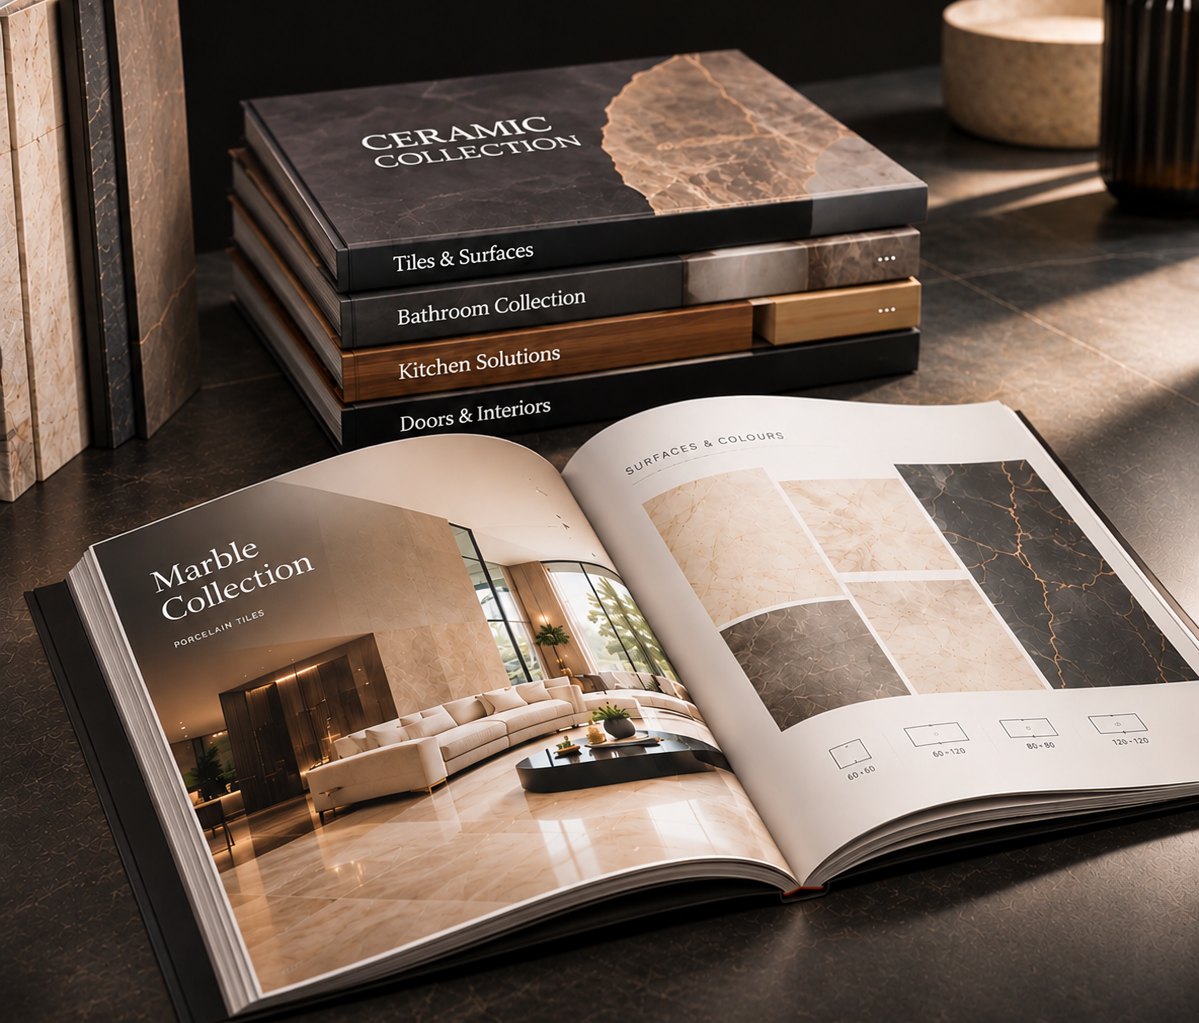 CERAMIC
COLLECTION
Tiles & Surfaces
Bathroom Collection
Kitchen Solutions
Doors & Interiors
Marble
Collection
PORCELAIN TILES
SURFACES & COLOURS
60×60
60×120
80×80
120×120